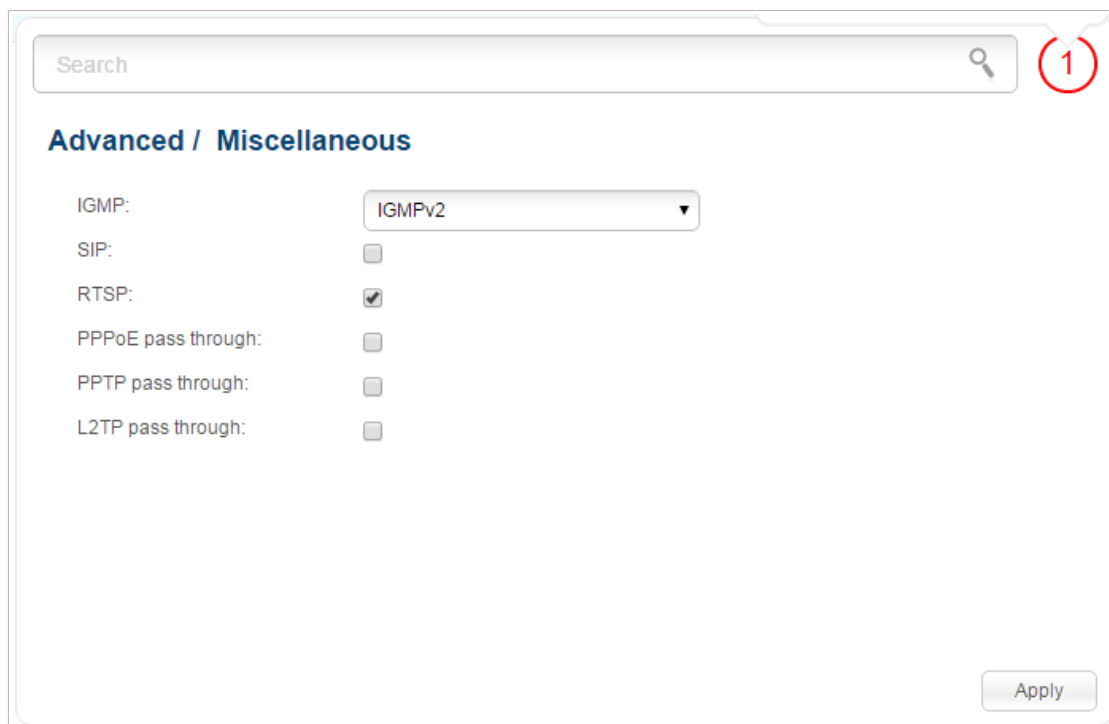 Search
1
Advanced / Miscellaneous
IGMP: IGMPv2
SIP:
RTSP:
PPPoE pass through:
PPTP pass through:
L2TP pass through:
Apply